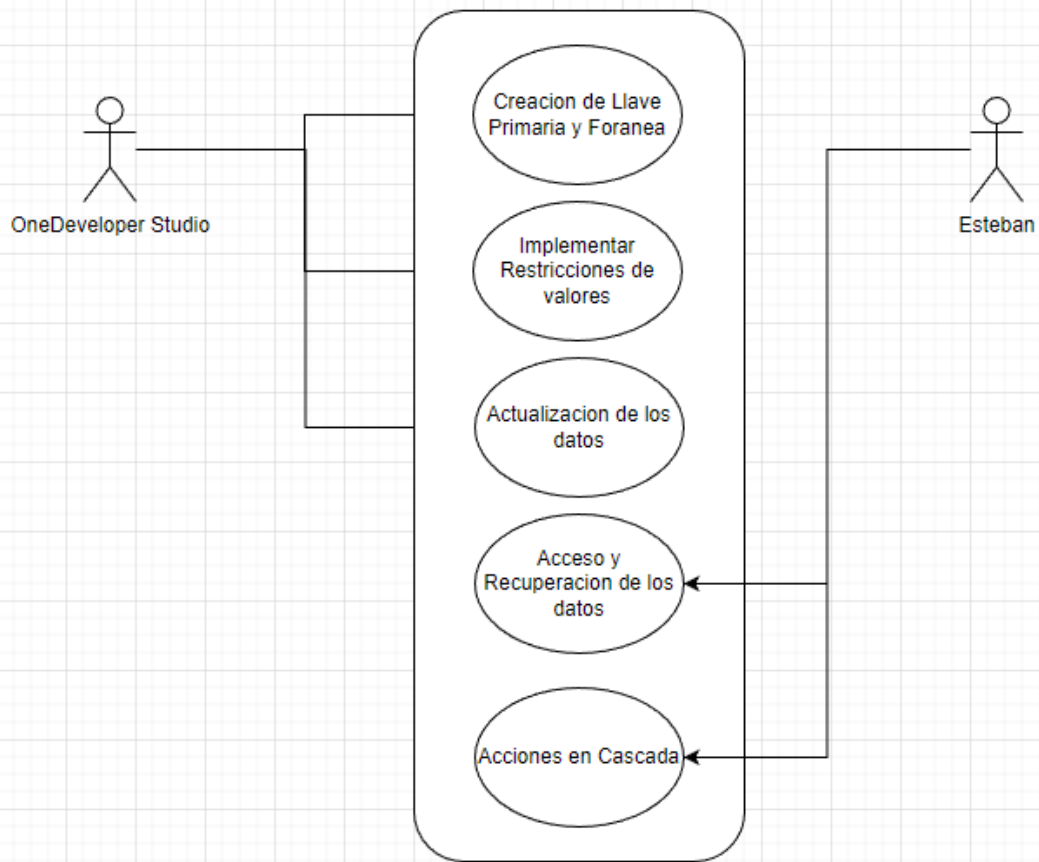 Creacion de Llave
Primaria y Foranea
OneDeveloper Studio
Esteban
Implementar
Restricciones de
valores
Actualizacion de los
datos
Acceso y
Recuperacion de los
datos
Acciones en Cascada